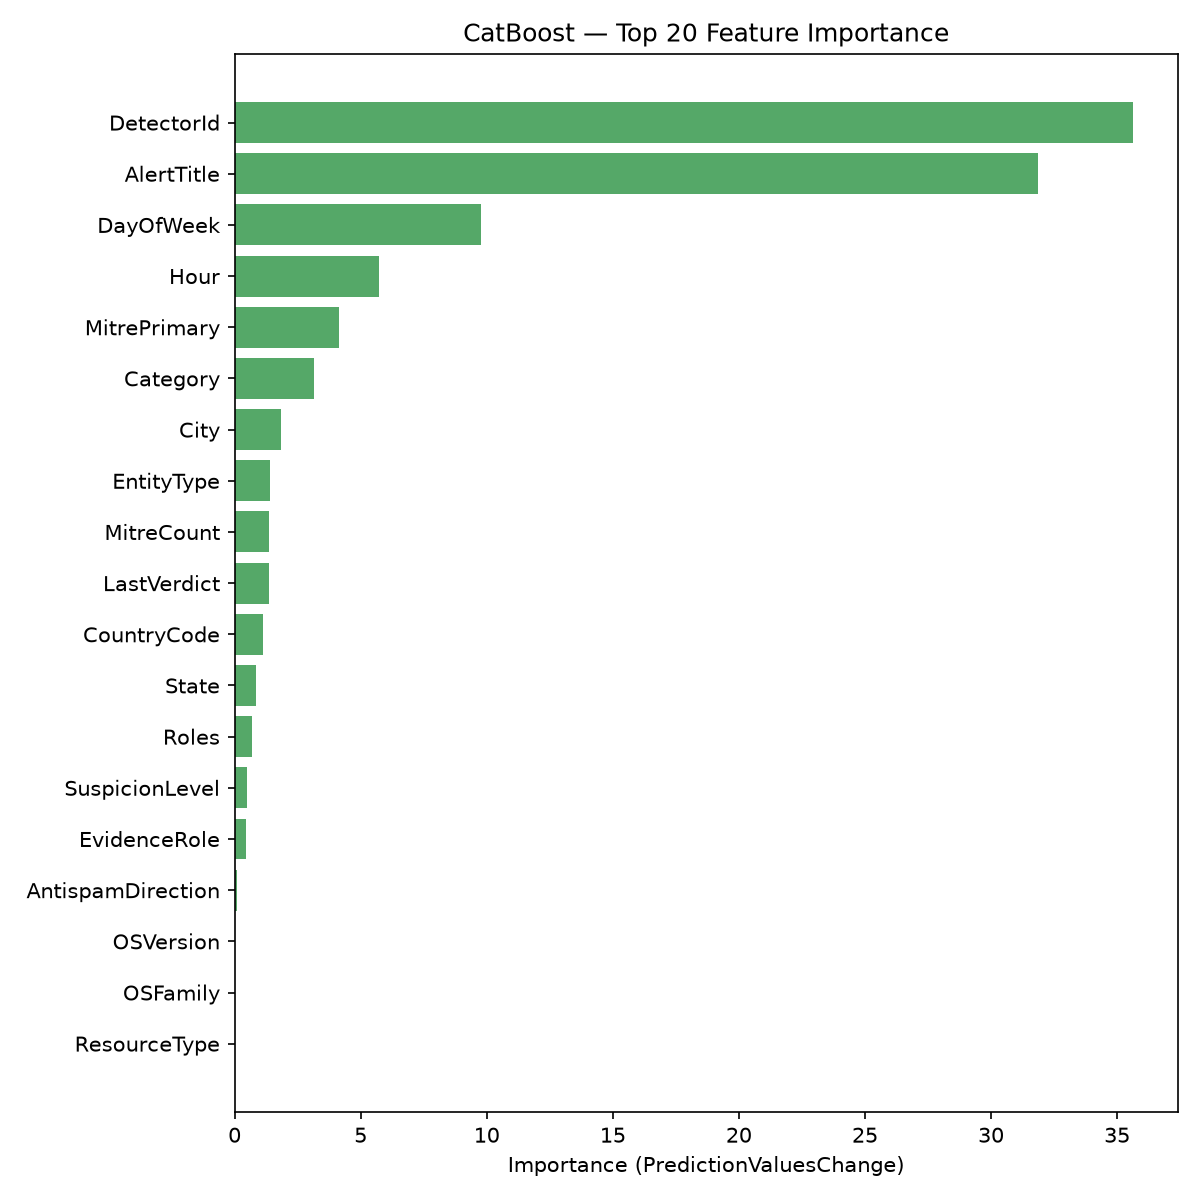 CatBoost — Top 20 Feature Importance
DetectorId
AlertTitle
DayOfWeek
Hour
MitrePrimary
Category
City
EntityType
MitreCount
LastVerdict
CountryCode
State
Roles
SuspicionLevel
EvidenceRole
AntispamDirection
OSVersion
OSFamily
ResourceType
0 5 10 15 20 25 30 35
Importance (PredictionValuesChange)